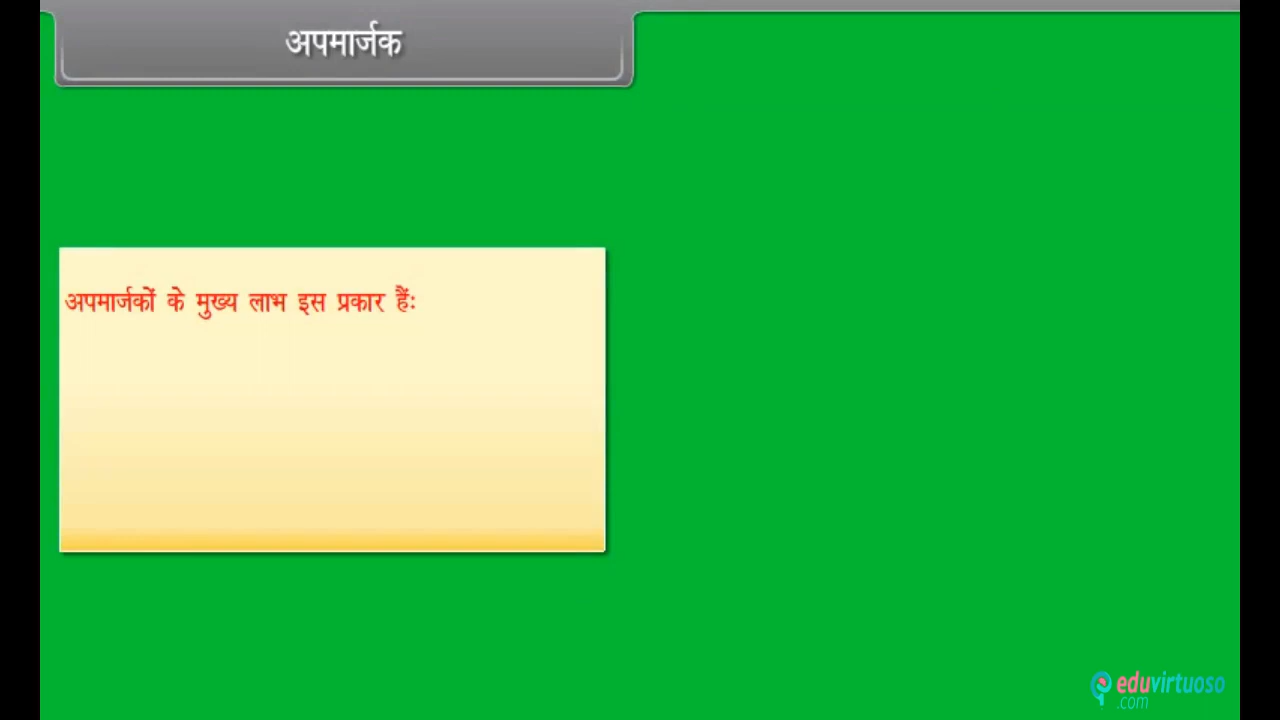 अपमार्जक
अपमार्जकों के मुख्य लाभ इस प्रकार हैं:
eduvirtuoso
.com